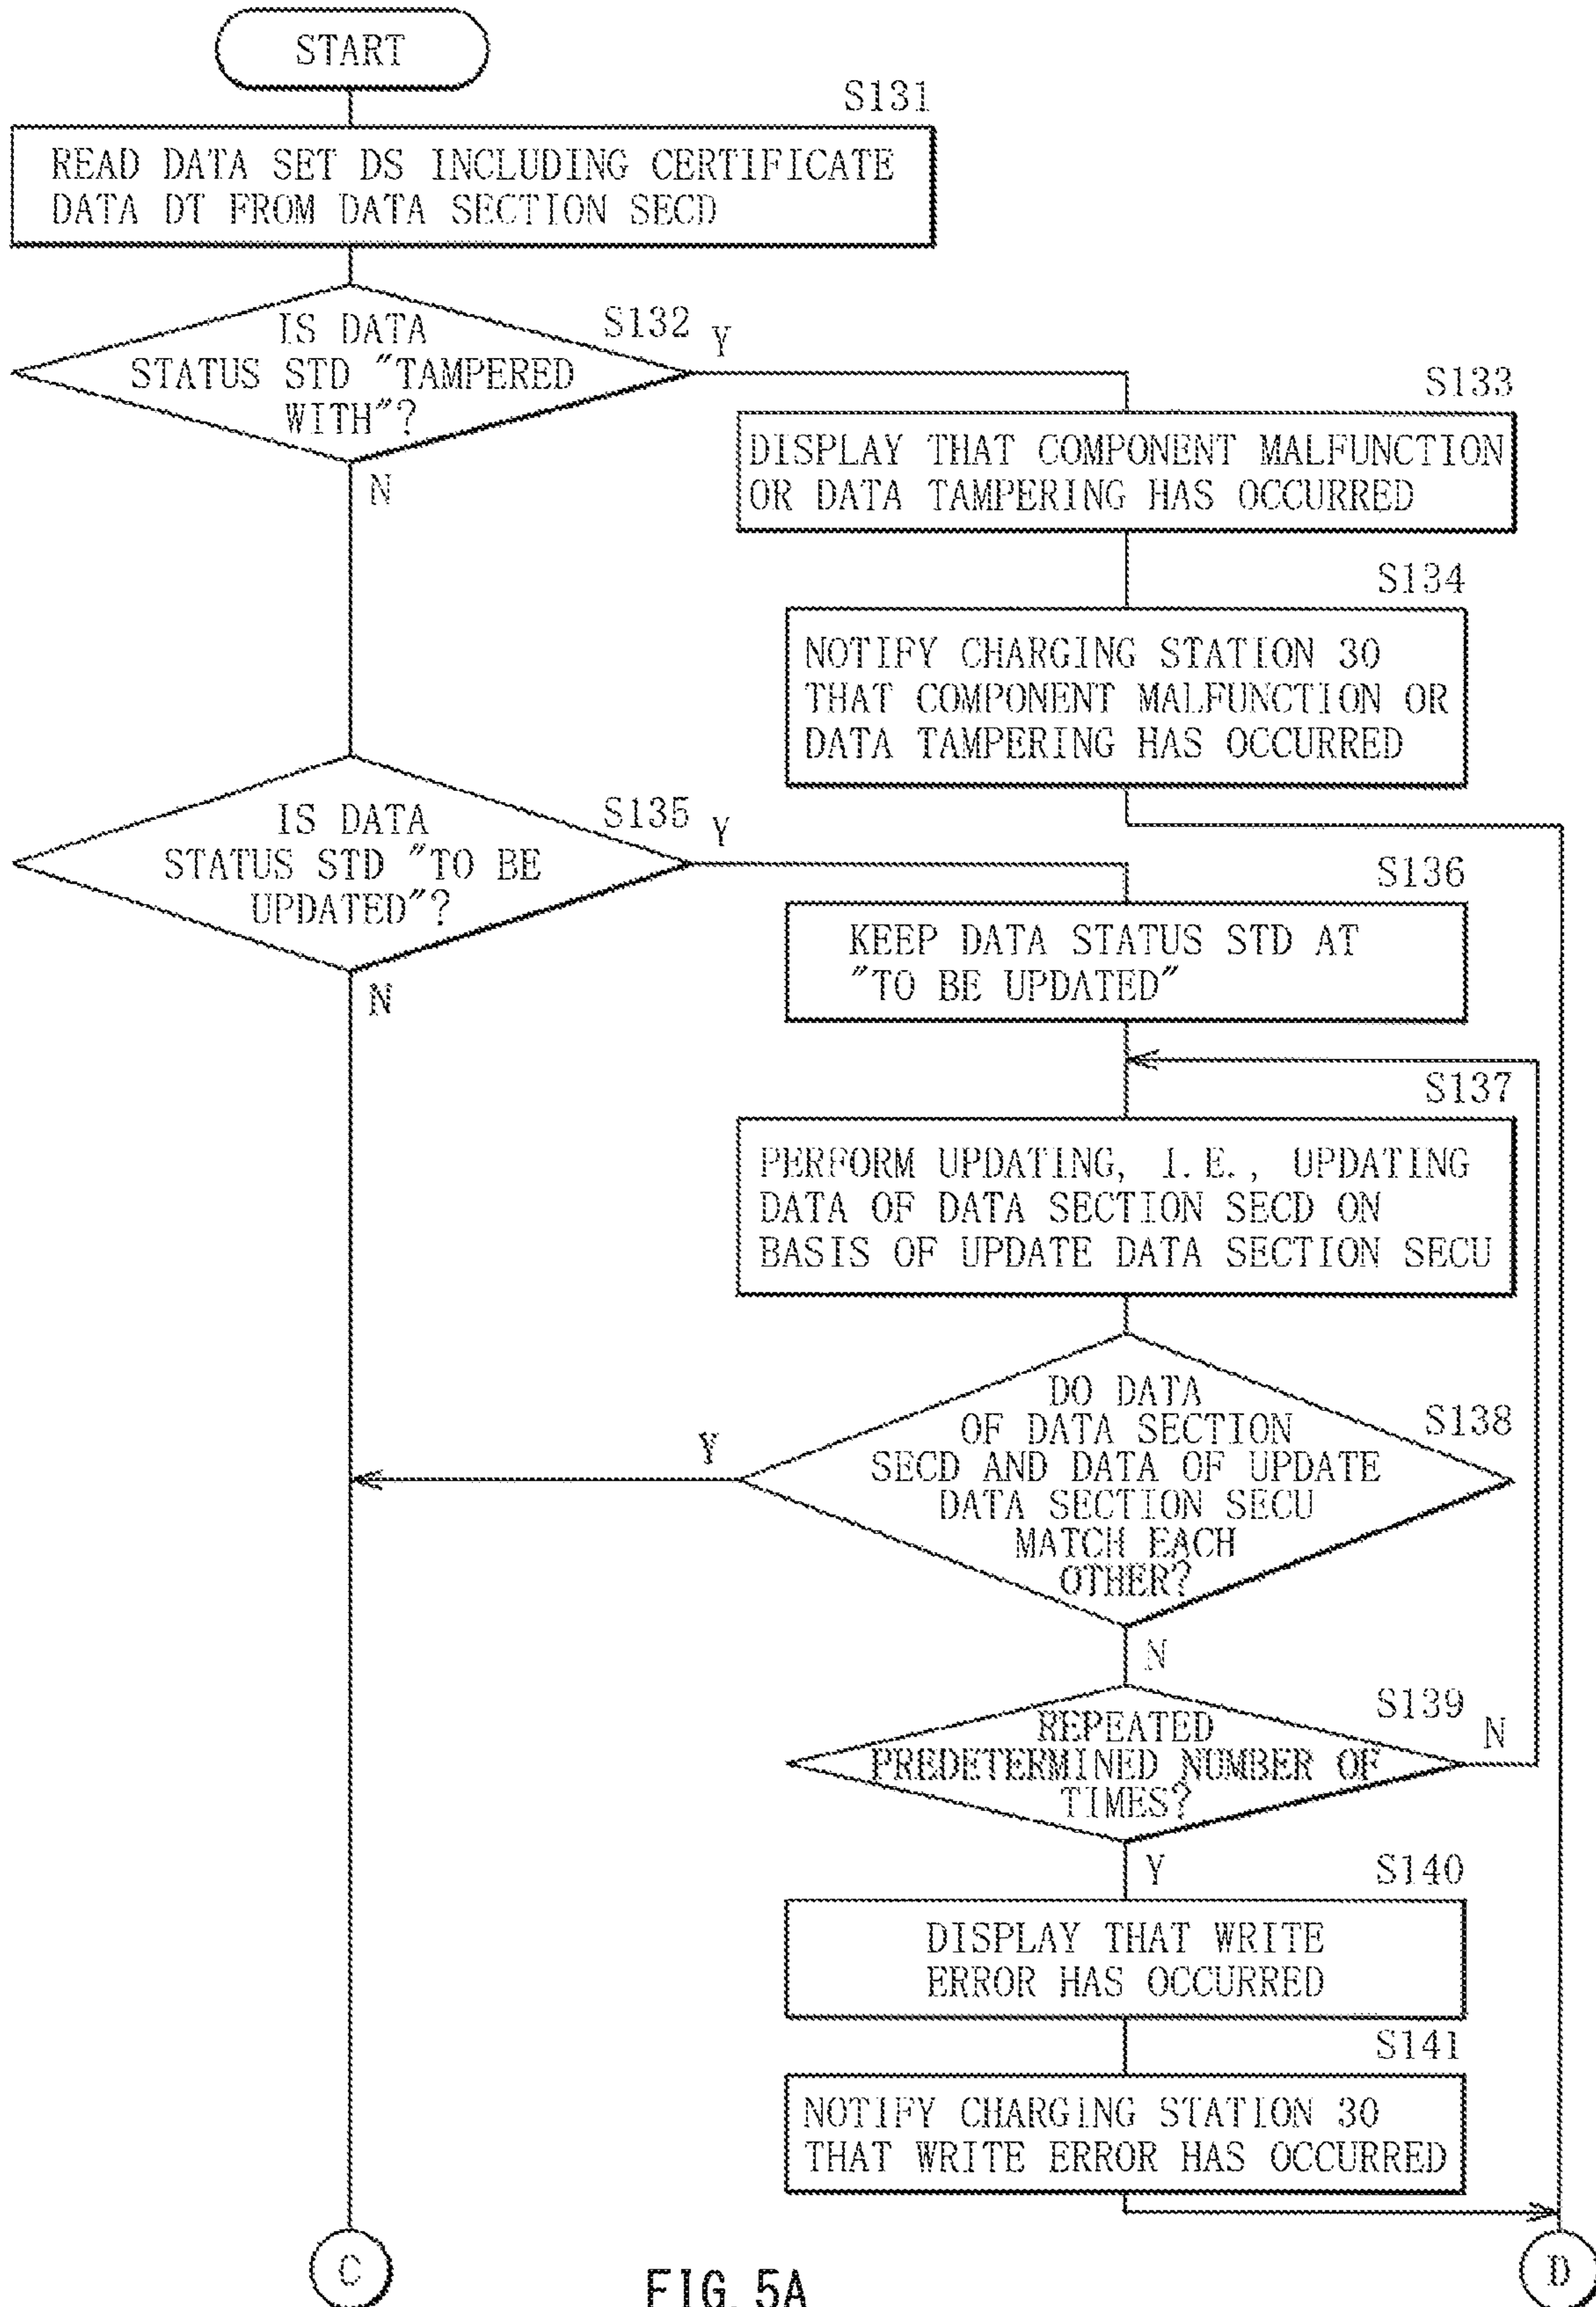 START
S131
READ DATA SET DS INCLUDING CERTIFICATE
DATA DT FROM DATA SECTION SECD
IS DATA
STATUS STD "TAMPERED
WITH"?
S132
Y
N
S133
DISPLAY THAT COMPONENT MALFUNCTION
OR DATA TAMPERING HAS OCCURRED
S134
NOTIFY CHARGING STATION 30
THAT COMPONENT MALFUNCTION OR
DATA TAMPERING HAS OCCURRED
IS DATA
STATUS STD "TO BE
UPDATED"?
S135
Y
N
S136
KEEP DATA STATUS STD AT
"TO BE UPDATED"
S137
PERFORM UPDATING, I.E., UPDATING
DATA OF DATA SECTION SECD ON
BASIS OF UPDATE DATA SECTION SECU
DO DATA
OF DATA SECTION
SECD AND DATA OF UPDATE
DATA SECTION SECU
MATCH EACH
OTHER?
S138
Y
N
REPEATED
PREDETERMINED NUMBER OF
TIMES?
S139
N
Y
S140
DISPLAY THAT WRITE
ERROR HAS OCCURRED
S141
NOTIFY CHARGING STATION 30
THAT WRITE ERROR HAS OCCURRED
C
D
FIG. 5A